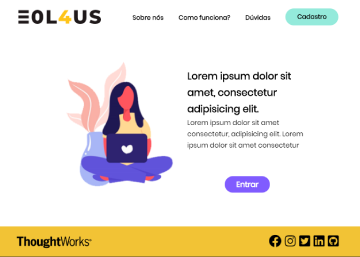 EOL4US
Sobre nós
Como funciona?
Dúvidas
Cadastro
Lorem ipsum dolor sit
amet, consectetur
adipisicing elit.
Lorem ipsum dolor sit amet
consectetur, adipisicing elit. Lorem
ipsum dolor sit amet consectetur
Entrar
ThoughtWorks®